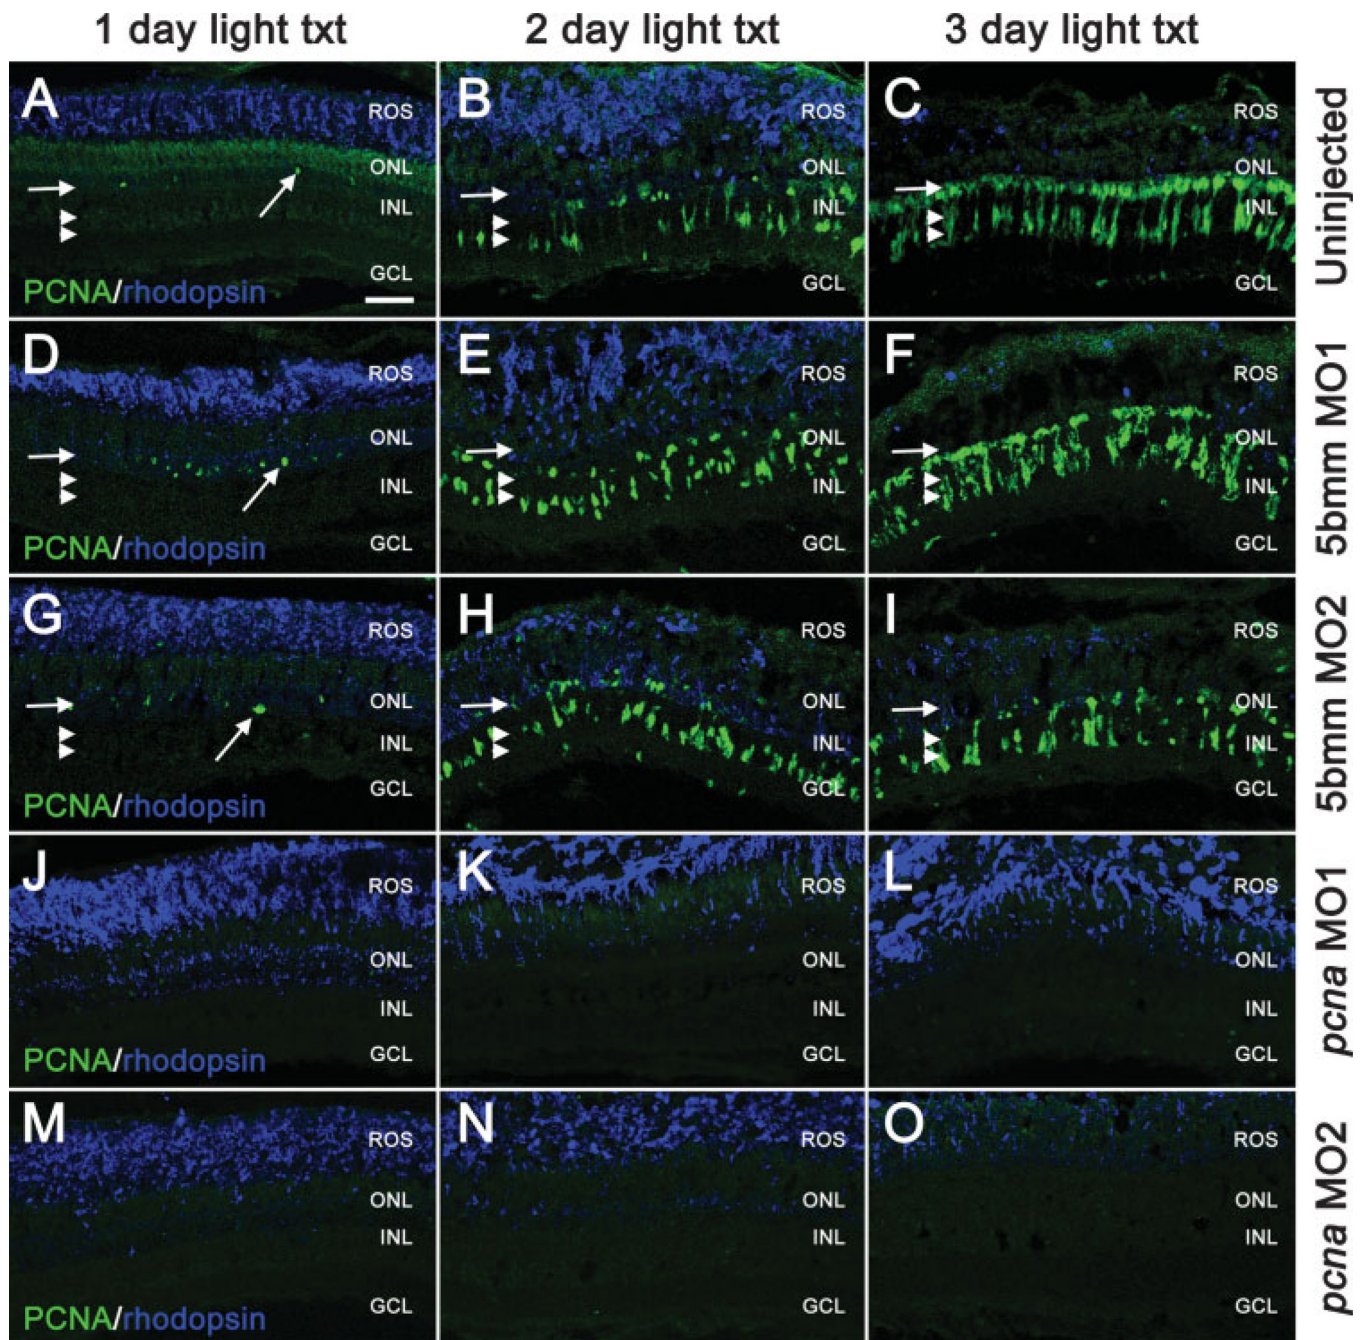 1 day light txt 2 day light txt 3 day light txt
A ROS ONL INL GCL PCNA/rhodopsin
B ROS ONL INL GCL
C ROS ONL INL GCL
Uninjected
D ROS ONL INL GCL PCNA/rhodopsin
E ROS ONL INL GCL
F ROS ONL INL GCL
5bmm MO1
G ROS ONL INL GCL PCNA/rhodopsin
H ROS ONL INL GCL
I ROS ONL INL GCL
5bmm MO2
J ROS ONL INL GCL PCNA/rhodopsin
K ROS ONL INL GCL
L ROS ONL INL GCL
pcna MO1
M ROS ONL INL GCL PCNA/rhodopsin
N ROS ONL INL GCL
O ROS ONL INL GCL
pcna MO2